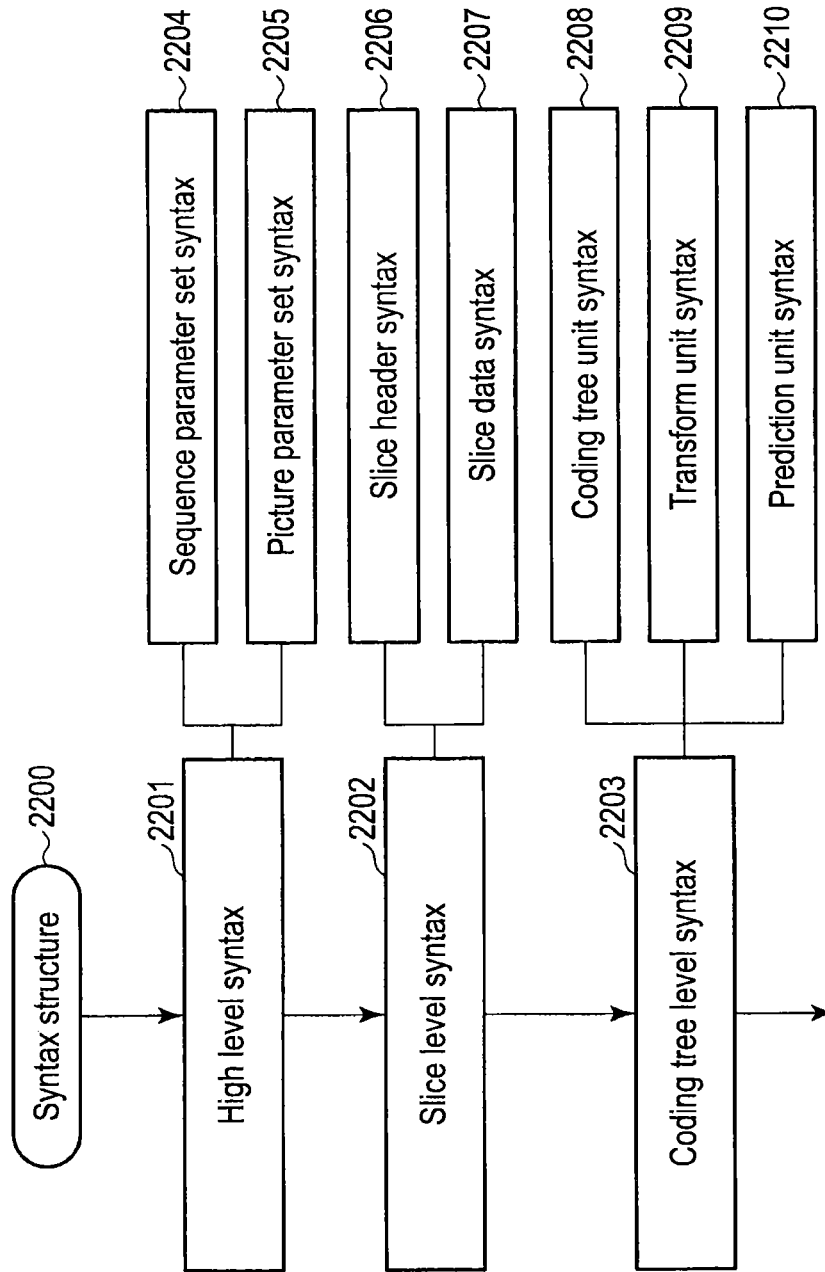 Syntax structure
2200
High level syntax
2201
Sequence parameter set syntax
2204
Picture parameter set syntax
2205
Slice level syntax
2202
Slice header syntax
2206
Slice data syntax
2207
Coding tree level syntax
2203
Coding tree unit syntax
2208
Transform unit syntax
2209
Prediction unit syntax
2210